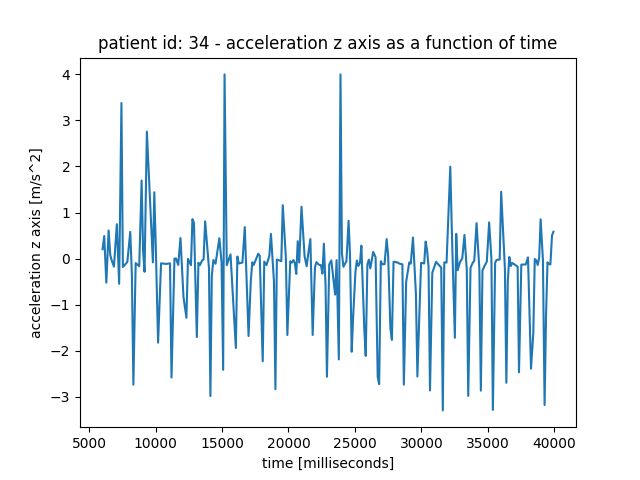 patient id: 34 - acceleration z axis as a function of time
acceleration z axis [m/s^2]
4
3
2
1
0
−1
−2
−3
5000 10000 15000 20000 25000 30000 35000 40000
time [milliseconds]